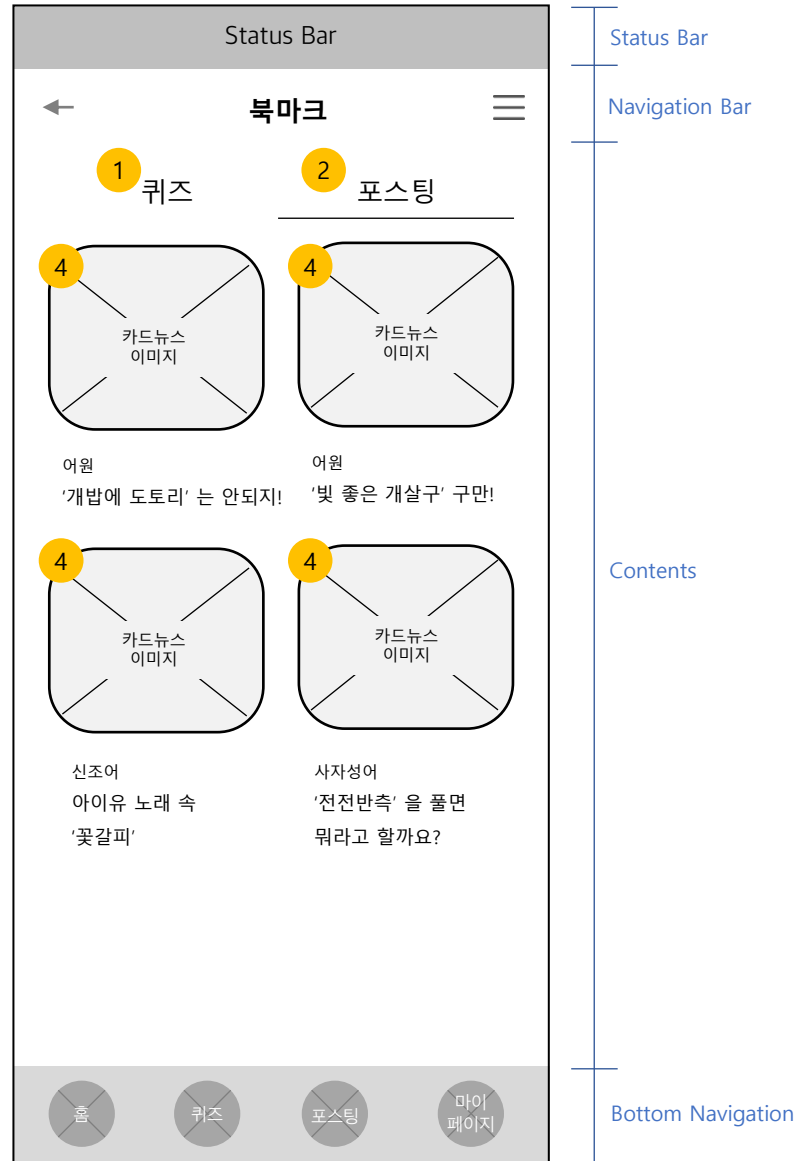 Status Bar
Status Bar
북마크
Navigation Bar
1
퀴즈
2
포스팅
4
카드뉴스
이미지
4
카드뉴스
이미지
어원
'개밥에 도토리' 는 안되지!
어원
'빛 좋은 개살구' 구만!
4
카드뉴스
이미지
4
카드뉴스
이미지
Contents
신조어
아이유 노래 속
'꽃갈피'
사자성어
'전전반측' 을 풀면
뭐라고 할까요?
홈
퀴즈
포스팅
마이
페이지
Bottom Navigation